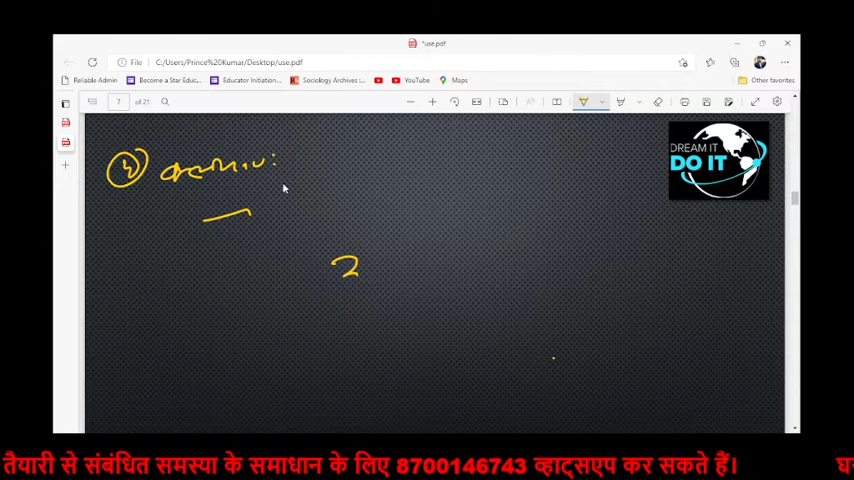 *use.pdf
File C:/Users/Prince%20Kumar/Desktop/use.pdf
Reliable Admin Become a Star Educ... Educator Initiation... Sociology Archives :... YouTube Maps Other favorites
7 of 21
DREAM IT
DO IT
2
तैयारी से संबंधित समस्या के समाधान के लिए 8700146743 व्हाट्सएप कर सकते हैं। घ